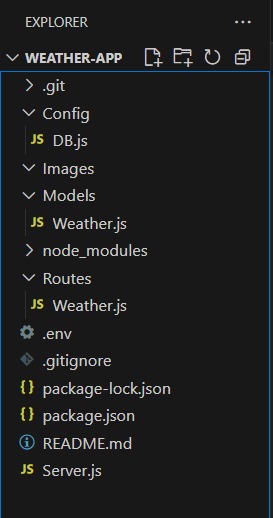 EXPLORER
WEATHER-APP
.git
Config
JS DB.js
Images
Models
JS Weather.js
node_modules
Routes
JS Weather.js
.env
.gitignore
{} package-lock.json
{} package.json
README.md
JS Server.js